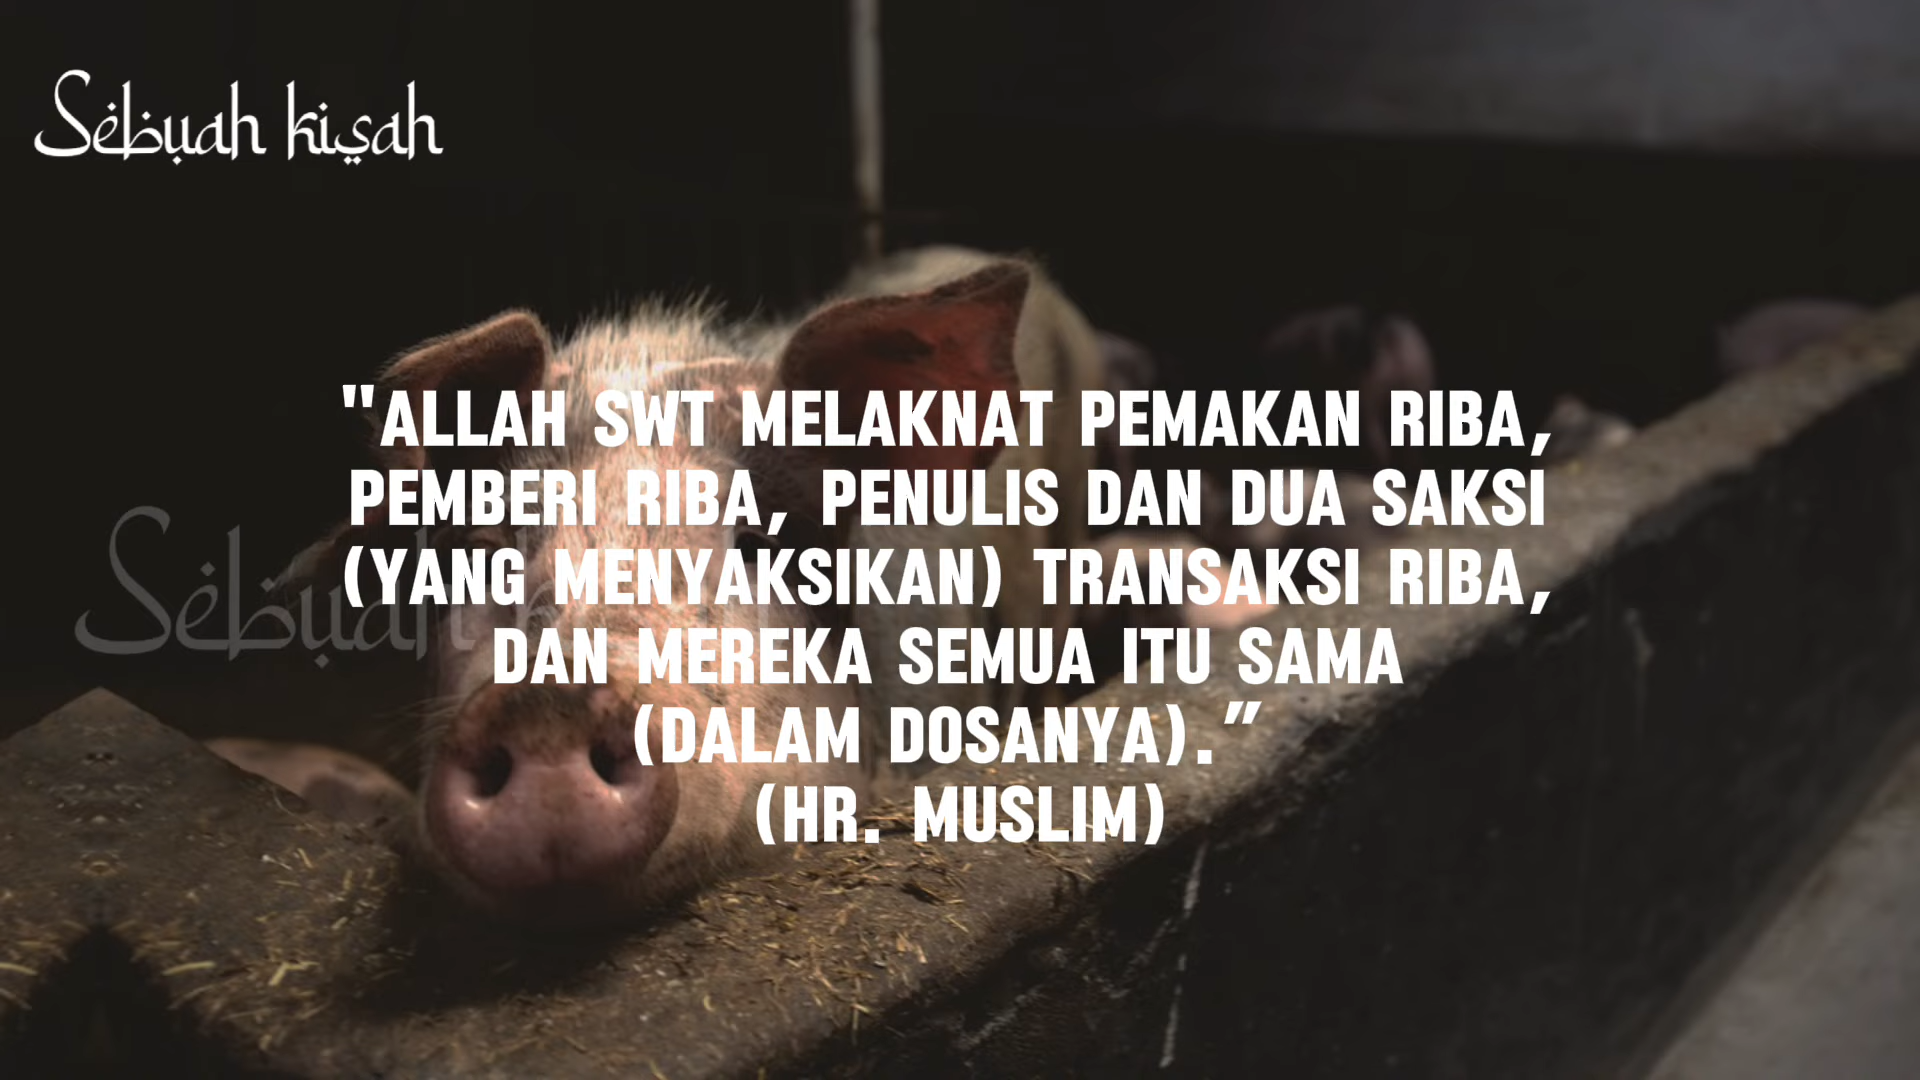 Sebuah kisah
"ALLAH SWT MELAKNAT PEMAKAN RIBA,
PEMBERI RIBA, PENULIS DAN DUA SAKSI
(YANG MENYAKSIKAN) TRANSAKSI RIBA,
Sebuah
DAN MEREKA SEMUA ITU SAMA
(DALAM DOSANYA)."
(HR. MUSLIM)